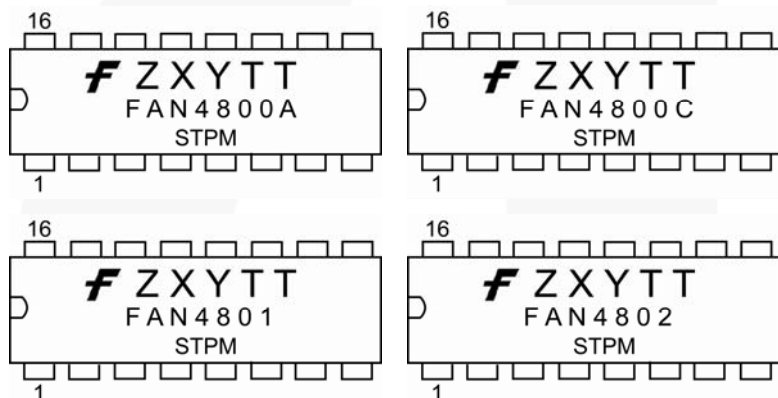 16
ZXYTT
FAN4800A
STPM
1
16
ZXYTT
FAN4800C
STPM
1
16
ZXYTT
FAN4801
STPM
1
16
ZXYTT
FAN4802
STPM
1